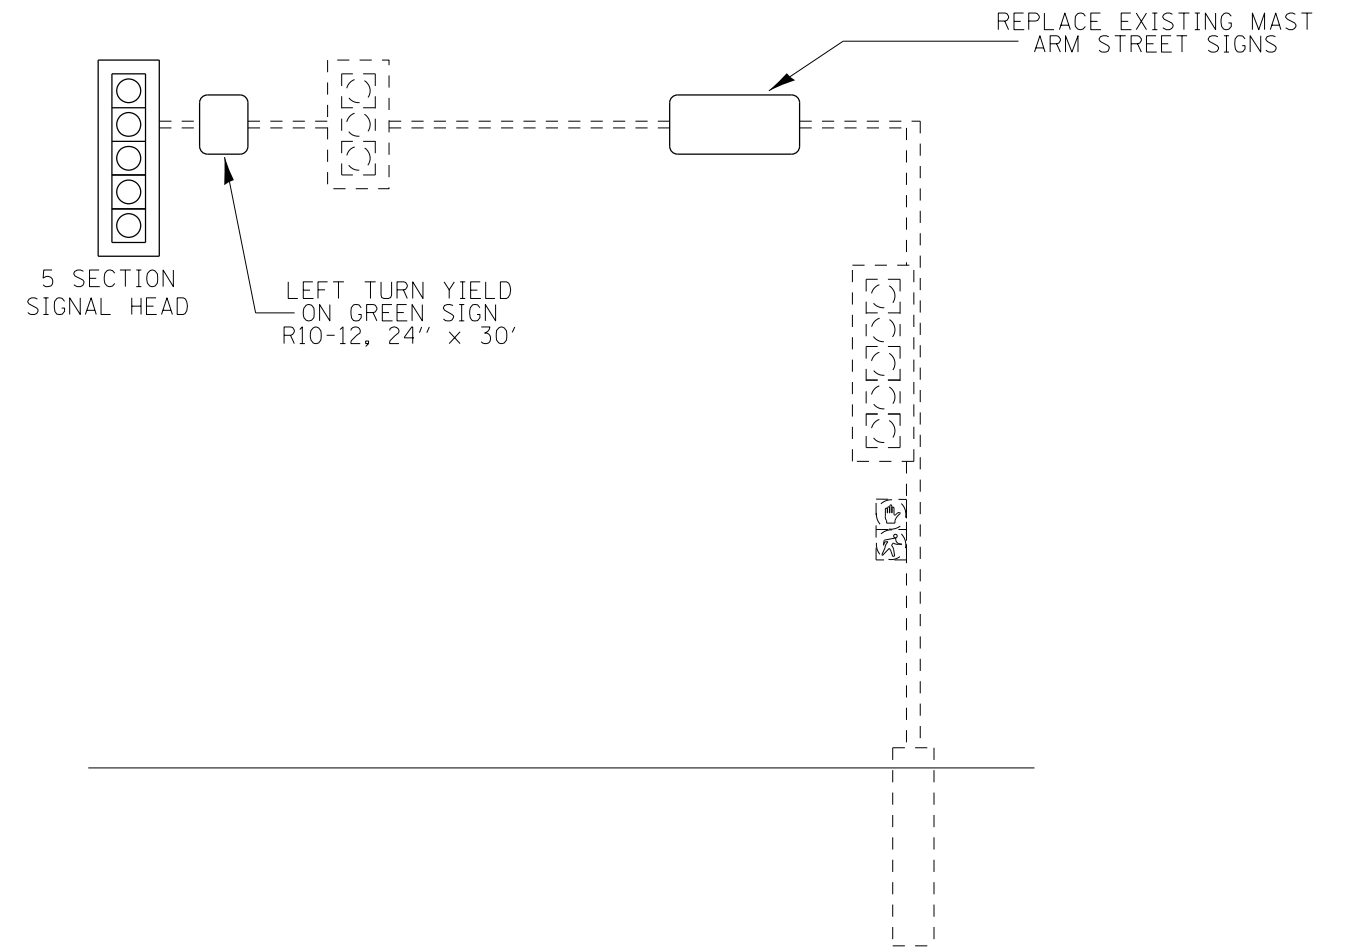 REPLACE EXISTING MAST
ARM STREET SIGNS
5 SECTION
SIGNAL HEAD
LEFT TURN YIELD
ON GREEN SIGN
R10-12, 24'' x 30'